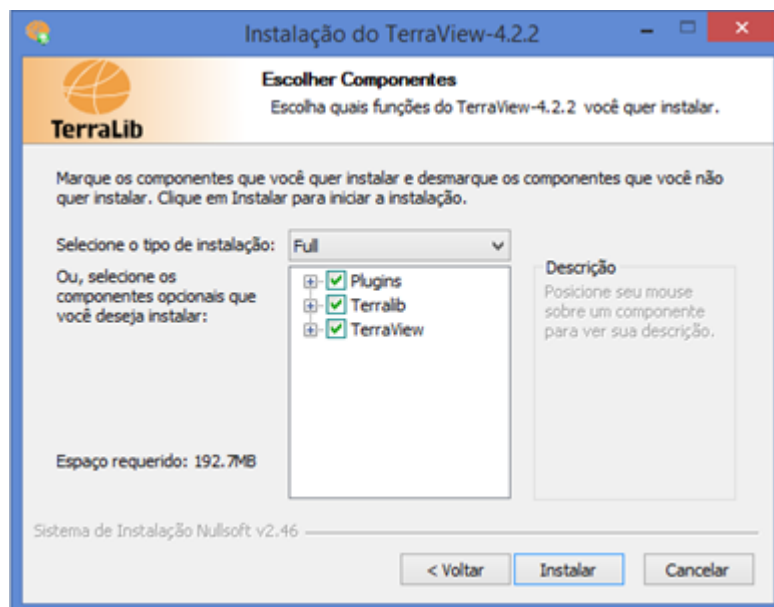 Instalação do TerraView-4.2.2
TerraLib
Escolher Componentes
Escolha quais funções do TerraView-4.2.2 você quer instalar.
Marque os componentes que você quer instalar e desmarque os componentes que você não
quer instalar. Clique em Instalar para iniciar a instalação.
Selecione o tipo de instalação:
Full
Ou, selecione os
componentes opcionais que
você deseja instalar:
Plugins
Terralib
TerraView
Descrição
Posicione seu mouse
sobre um componente
para ver sua descrição.
Espaço requerido: 192.7MB
Sistema de Instalação Nullsoft v2.46
< Voltar
Instalar
Cancelar